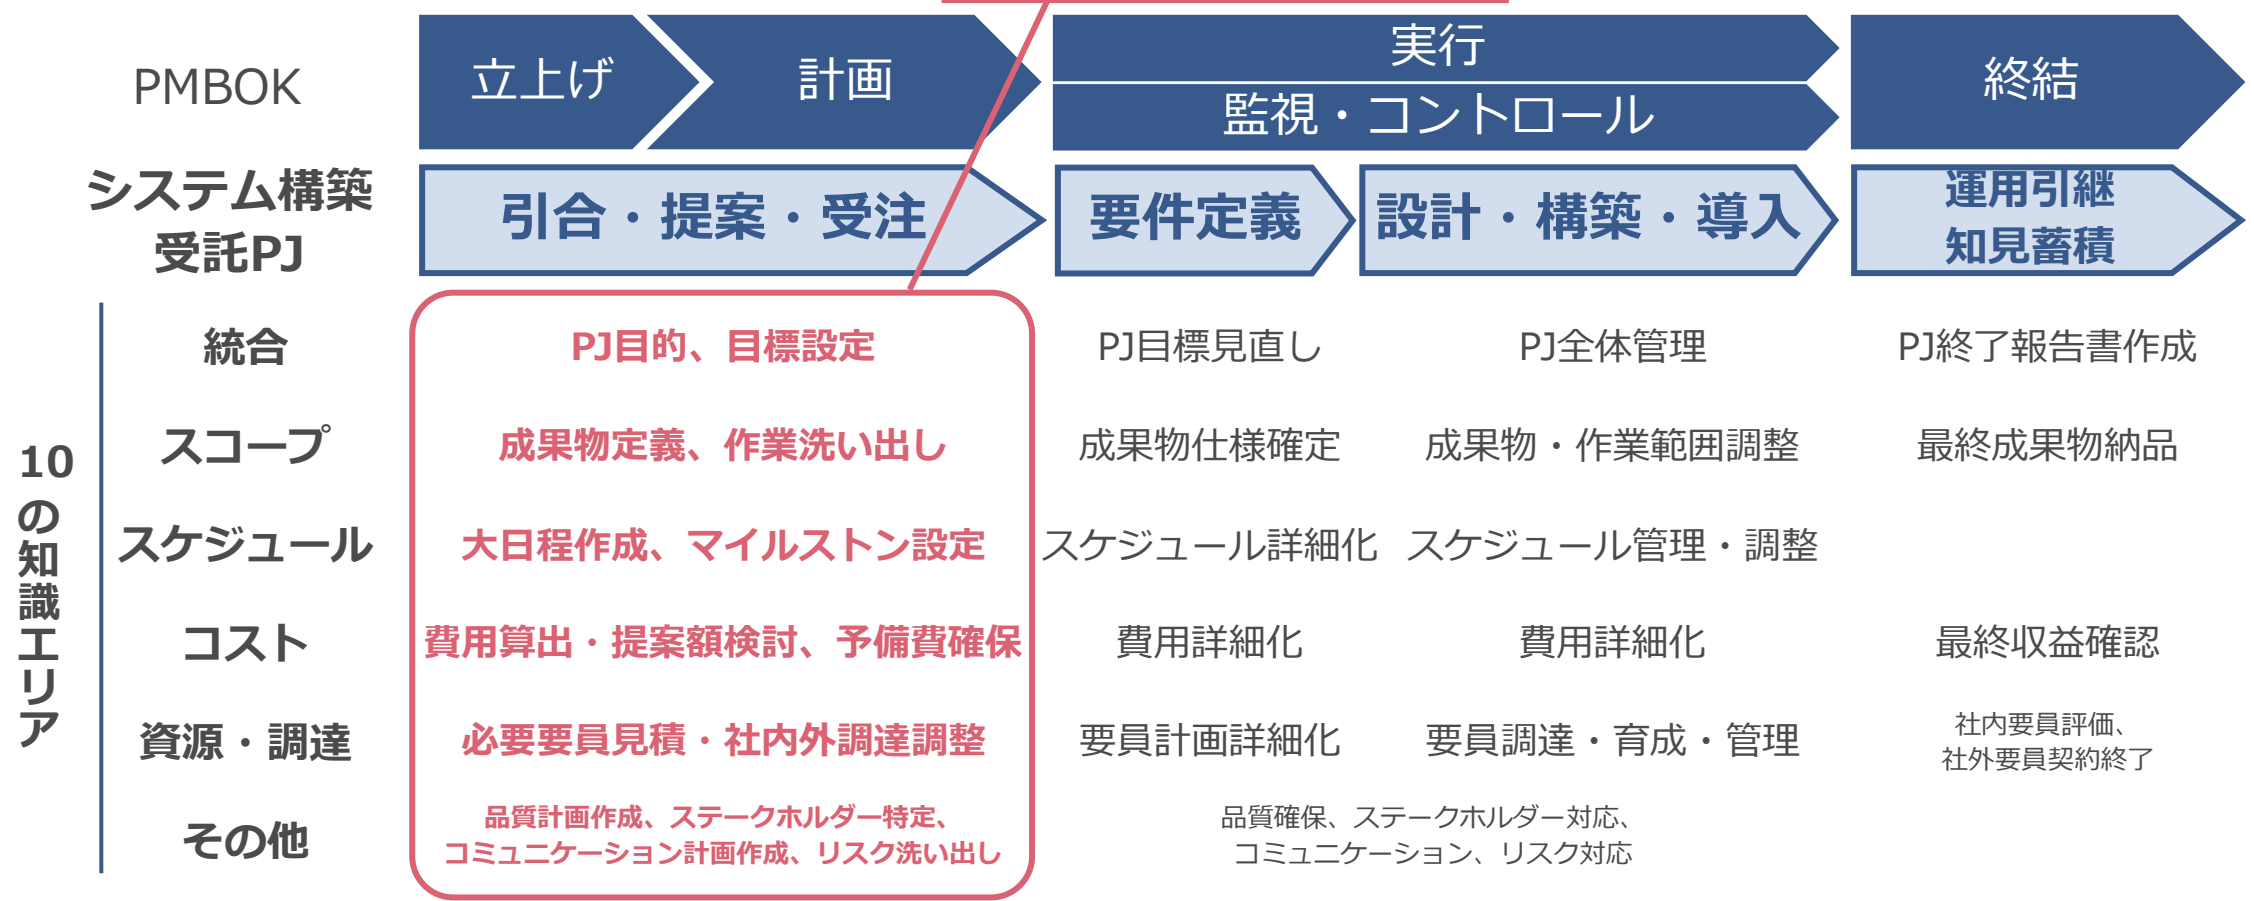 PMBOK
立上げ
計画
実行
監視・コントロール
終結
システム構築
受託PJ
引合・提案・受注
要件定義
設計・構築・導入
運用引継
知見蓄積
10
の知識エリア
統合
PJ目的、目標設定
PJ目標見直し
PJ全体管理
PJ終了報告書作成
スコープ
成果物定義、作業洗い出し
成果物仕様確定
成果物・作業範囲調整
最終成果物納品
スケジュール
大日程作成、マイルストン設定
スケジュール詳細化
スケジュール管理・調整
コスト
費用算出・提案額検討、予備費確保
費用詳細化
費用詳細化
最終収益確認
資源・調達
必要要員見積・社内外調達調整
要員計画詳細化
要員調達・育成・管理
社内要員評価、
社外要員契約終了
その他
品質計画作成、ステークホルダー特定、
コミュニケーション計画作成、リスク洗い出し
品質確保、ステークホルダー対応、
コミュニケーション、リスク対応